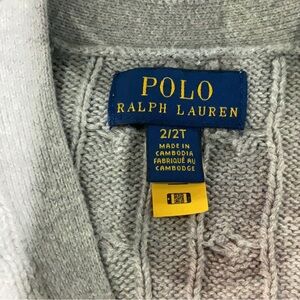 POLO
RALPH LAUREN
2/2T
MADE IN
CAMBODIA
FABRIQUÉ AU
CAMBODGE